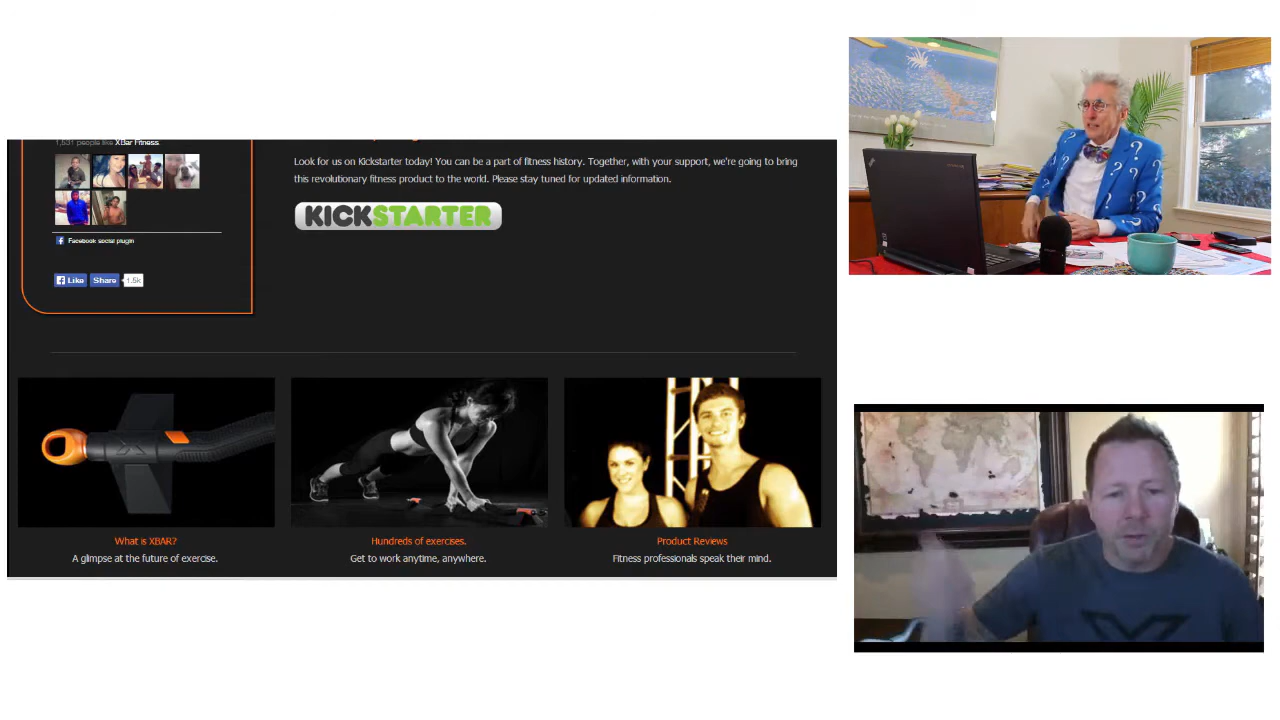 1,531 people like XBar Fitness.
Facebook social plugin
Like Share 1.5k
Look for us on Kickstarter today! You can be a part of fitness history. Together, with your support, we're going to bring
this revolutionary fitness product to the world. Please stay tuned for updated information.
KICKSTARTER
What is XBAR?
A glimpse at the future of exercise.
Hundreds of exercises.
Get to work anytime, anywhere.
Product Reviews
Fitness professionals speak their mind.
? ? ? ? ? ?
X